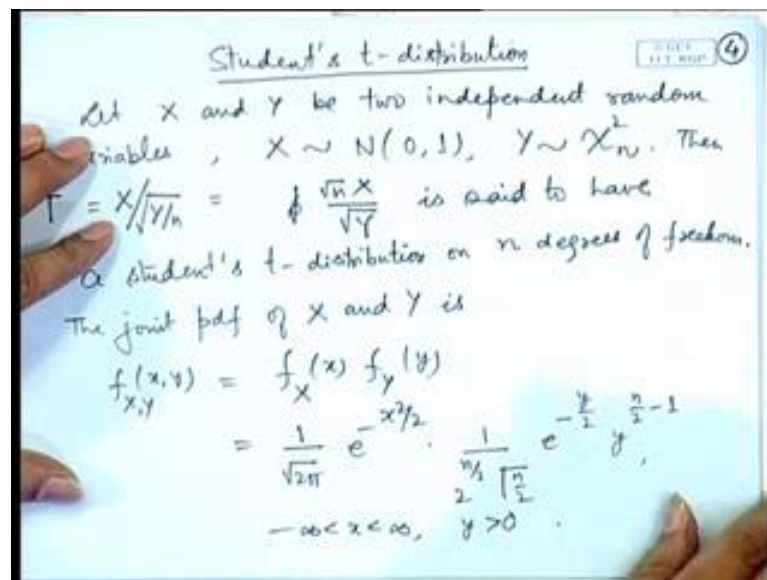 Student's t-distribution
④
Let X and Y be two independent random
riables, X ~ N(0,1), Y ~ χ²ₙ. Then
T = X/√(Y/n) = √n X / √Y is said to have
a student's t-distribution on n degrees of freedom.
The joint pdf of X and Y is
f_{X,Y}(x,y) = f_X(x) f_Y(y)
= 1/√(2π) e^{-x²/2} · 1/(2^{n/2} Γ(n/2)) e^{-y/2} y^{n/2 - 1},
-∞ < x < ∞, y > 0.